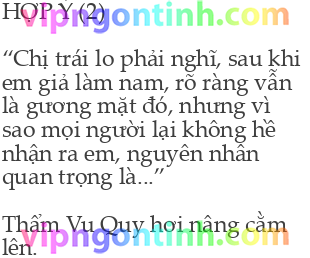 HỢP Ý (2)
vipngontinh.com
“Chị trái lo phải nghĩ, sau khi
em giả làm nam, rõ ràng vẫn
là gương mặt đó, nhưng vì
sao mọi người lại không hề
nhận ra em, nguyên nhân
quan trọng là...”
Thẩm Vu Quy hơi nâng cằm
vipngontinh.com
lên.